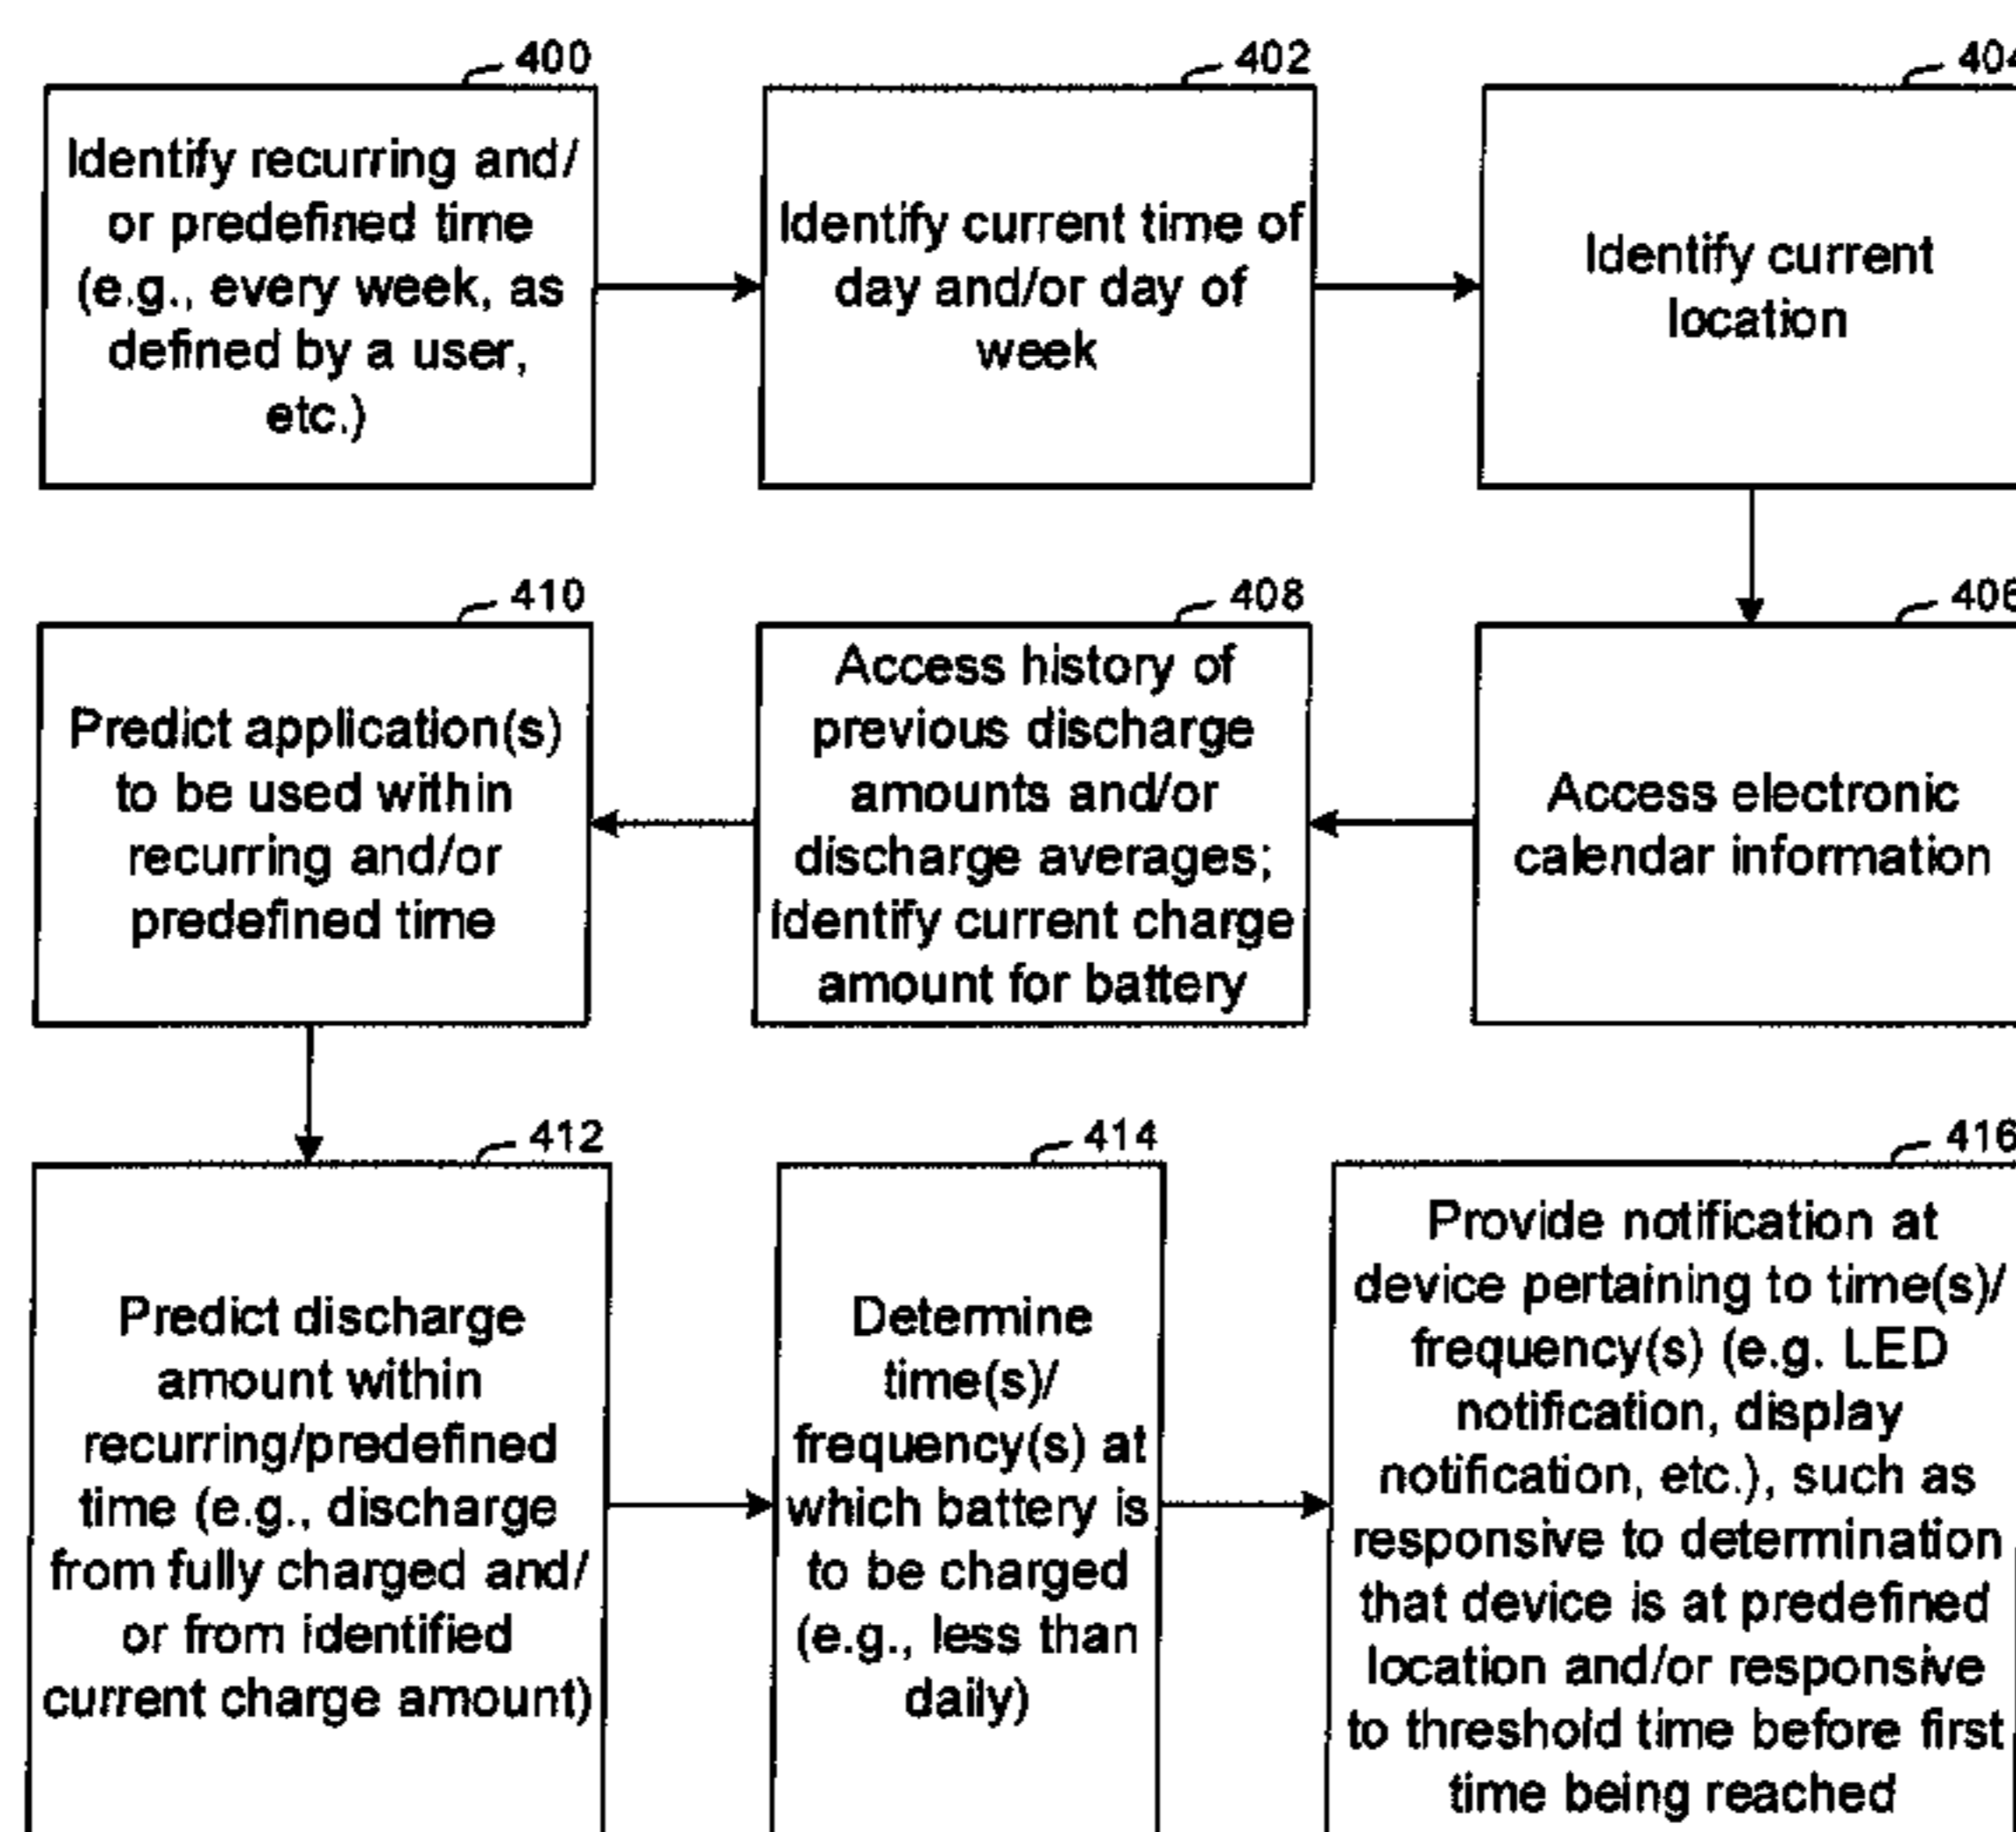 400
Identify recurring and/
or predefined time
(e.g., every week, as
defined by a user,
etc.)
402
Identify current time of
day and/or day of
week
404
Identify current
location
406
Access electronic
calendar information
408
Access history of
previous discharge
amounts and/or
discharge averages;
Identify current charge
amount for battery
410
Predict application(s)
to be used within
recurring and/or
predefined time
412
Predict discharge
amount within
recurring/predefined
time (e.g., discharge
from fully charged and/
or from identified
current charge amount)
414
Determine
time(s)/
frequency(s) at
which battery is
to be charged
(e.g., less than
daily)
416
Provide notification at
device pertaining to time(s)/
frequency(s) (e.g. LED
notification, display
notification, etc.), such as
responsive to determination
that device is at predefined
location and/or responsive
to threshold time before first
time being reached